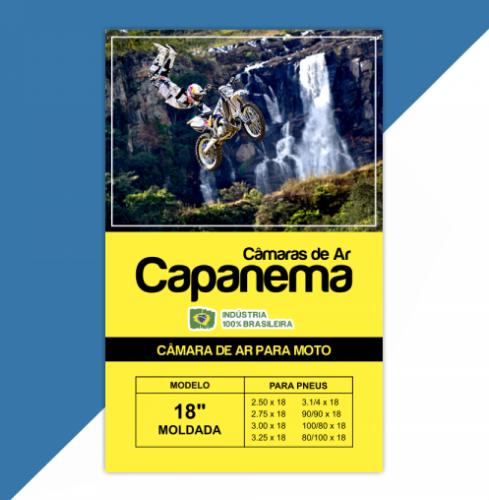 Câmaras de Ar
Capanema
INDÚSTRIA
100% BRASILEIRA
CÂMARA DE AR PARA MOTO
MODELO PARA PNEUS
18"
MOLDADA
2.50 x 18 3.1/4 x 18
2.75 x 18 90/90 x 18
3.00 x 18 100/80 x 18
3.25 x 18 80/100 x 18